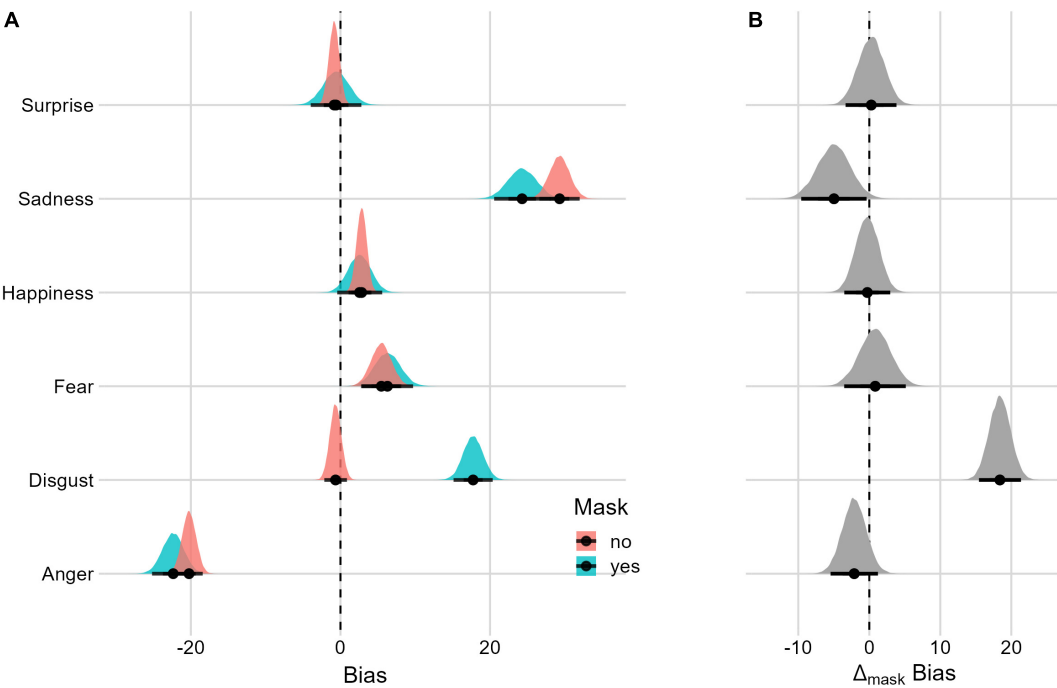 A
B
Surprise
Sadness
Happiness
Fear
Disgust
Anger
Mask
no
yes
-20 0 20
Bias
-10 0 10 20
Δmask Bias